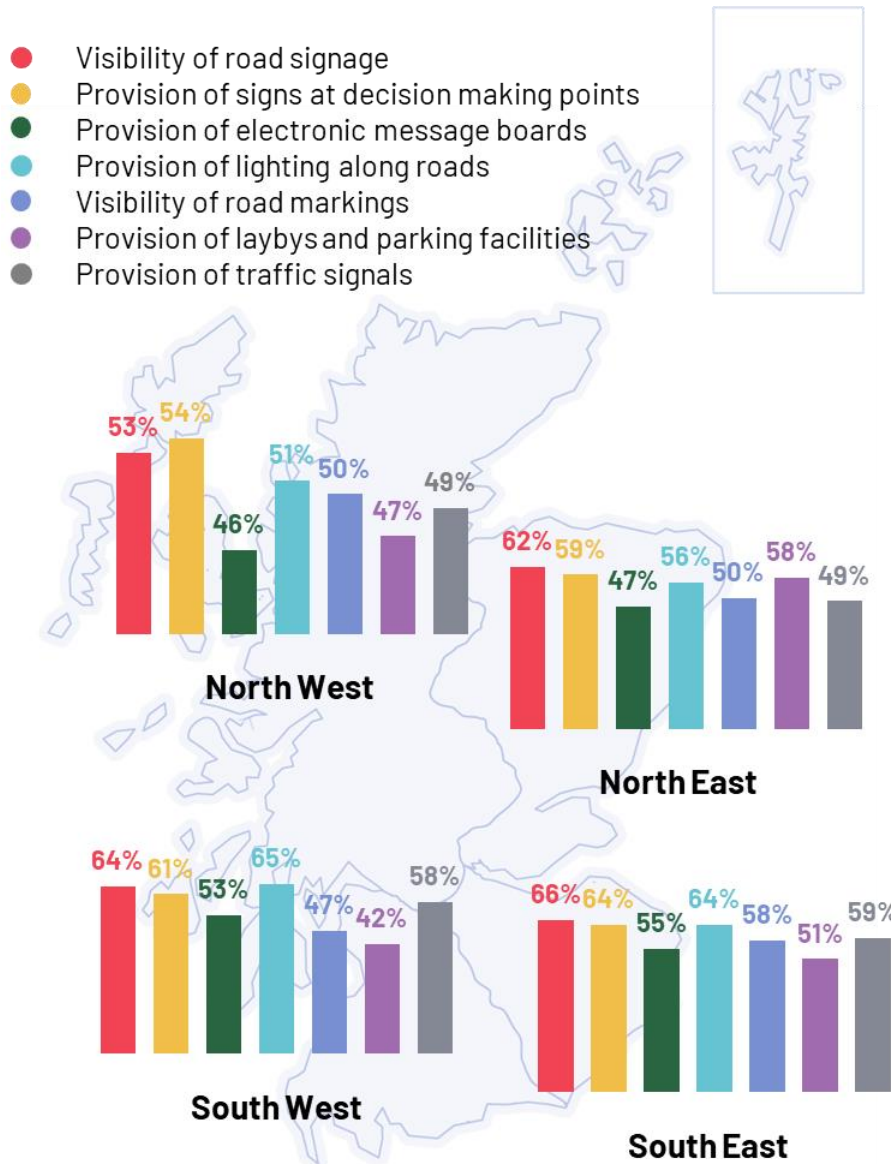 Visibility of road signage
Provision of signs at decision making points
Provision of electronic message boards
Provision of lighting along roads
Visibility of road markings
Provision of laybys and parking facilities
Provision of traffic signals
53% 54% 46% 51% 50% 47% 49%
North West
62% 59% 47% 56% 50% 58% 49%
North East
64% 61% 53% 65% 47% 42% 58%
South West
66% 64% 55% 64% 58% 51% 59%
South East